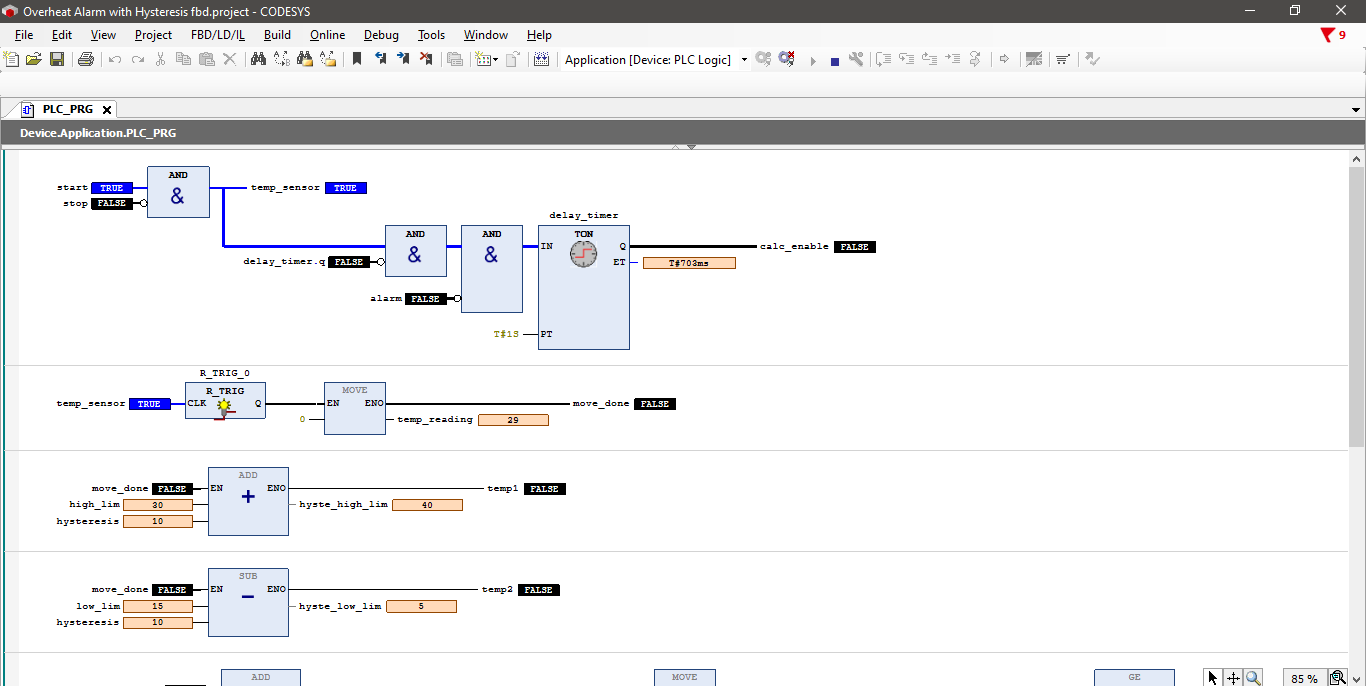 Overheat Alarm with Hysteresis fbd.project - CODESYS
File Edit View Project FBD/LD/IL Build Online Debug Tools Window Help
9
Application [Device: PLC Logic]
PLC_PRG
Device.Application.PLC_PRG
AND
start TRUE & temp_sensor TRUE
stop FALSE
delay_timer
AND AND TON
IN Q calc_enable FALSE
& &
delay_timer.q FALSE ET T#703ms
alarm FALSE
T#1S PT
R_TRIG_0
R_TRIG MOVE
temp_sensor TRUE CLK Q EN ENO move_done FALSE
0 temp_reading 29
ADD
move_done FALSE EN ENO temp1 FALSE
+
high_lim 30 hyste_high_lim 40
hysteresis 10
SUB
move_done FALSE EN ENO temp2 FALSE
−
low_lim 15 hyste_low_lim 5
hysteresis 10
ADD MOVE GE
85 %